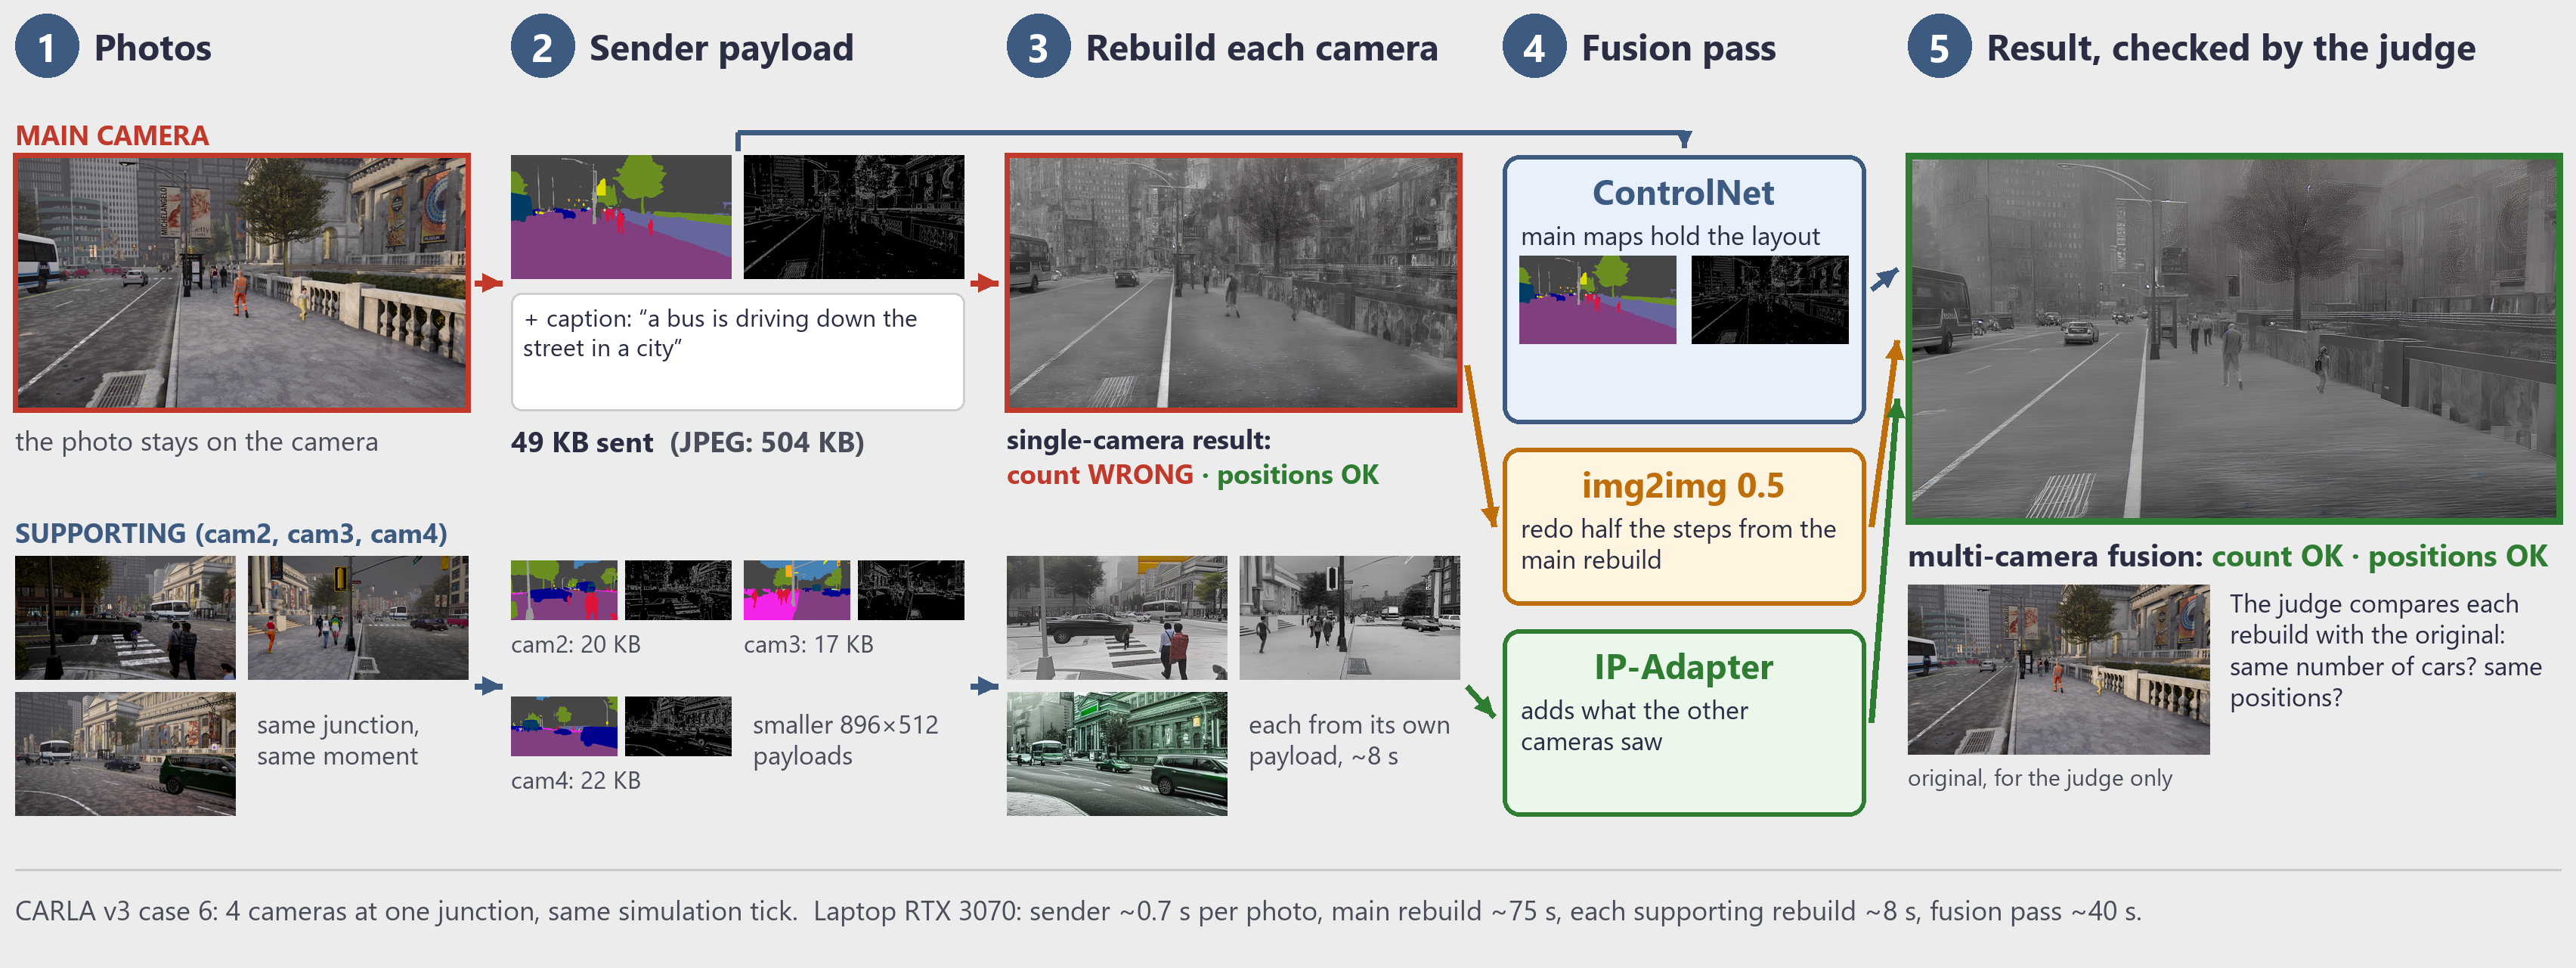 1 Photos
2 Sender payload
3 Rebuild each camera
4 Fusion pass
5 Result, checked by the judge
MAIN CAMERA
the photo stays on the camera
+ caption: “a bus is driving down the
street in a city”
49 KB sent (JPEG: 504 KB)
single-camera result:
count WRONG · positions OK
ControlNet
main maps hold the layout
img2img 0.5
redo half the steps from the
main rebuild
IP-Adapter
adds what the other
cameras saw
multi-camera fusion: count OK · positions OK
The judge compares each
rebuild with the original:
same number of cars? same
positions?
original, for the judge only
SUPPORTING (cam2, cam3, cam4)
same junction,
same moment
cam2: 20 KB
cam3: 17 KB
cam4: 22 KB
smaller 896×512
payloads
each from its own
payload, ~8 s
CARLA v3 case 6: 4 cameras at one junction, same simulation tick. Laptop RTX 3070: sender ~0.7 s per photo, main rebuild ~75 s, each supporting rebuild ~8 s, fusion pass ~40 s.